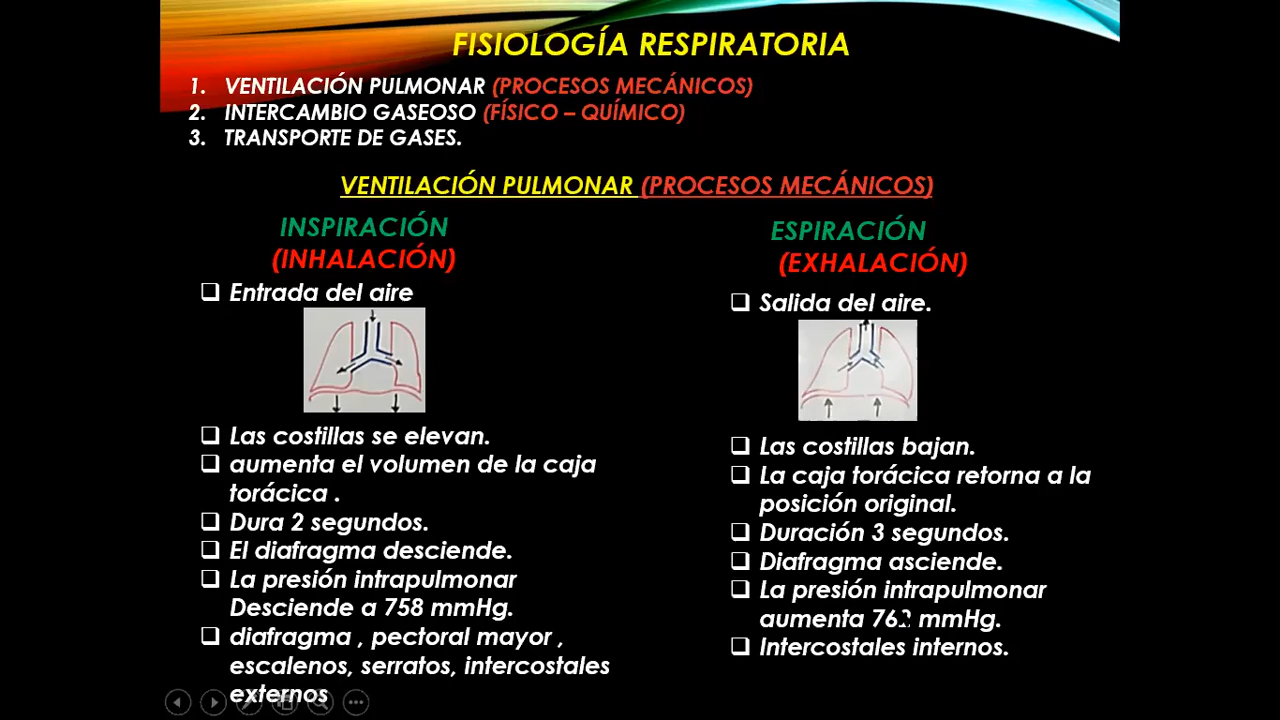 FISIOLOGÍA RESPIRATORIA
1. VENTILACIÓN PULMONAR (PROCESOS MECÁNICOS)
2. INTERCAMBIO GASEOSO (FÍSICO – QUÍMICO)
3. TRANSPORTE DE GASES.
VENTILACIÓN PULMONAR (PROCESOS MECÁNICOS)
INSPIRACIÓN
(INHALACIÓN)
Entrada del aire
Las costillas se elevan.
aumenta el volumen de la caja
torácica .
Dura 2 segundos.
El diafragma desciende.
La presión intrapulmonar
Desciende a 758 mmHg.
diafragma , pectoral mayor ,
escalenos, serratos, intercostales
externos
ESPIRACIÓN
(EXHALACIÓN)
Salida del aire.
Las costillas bajan.
La caja torácica retorna a la
posición original.
Duración 3 segundos.
Diafragma asciende.
La presión intrapulmonar
aumenta 762 mmHg.
Intercostales internos.